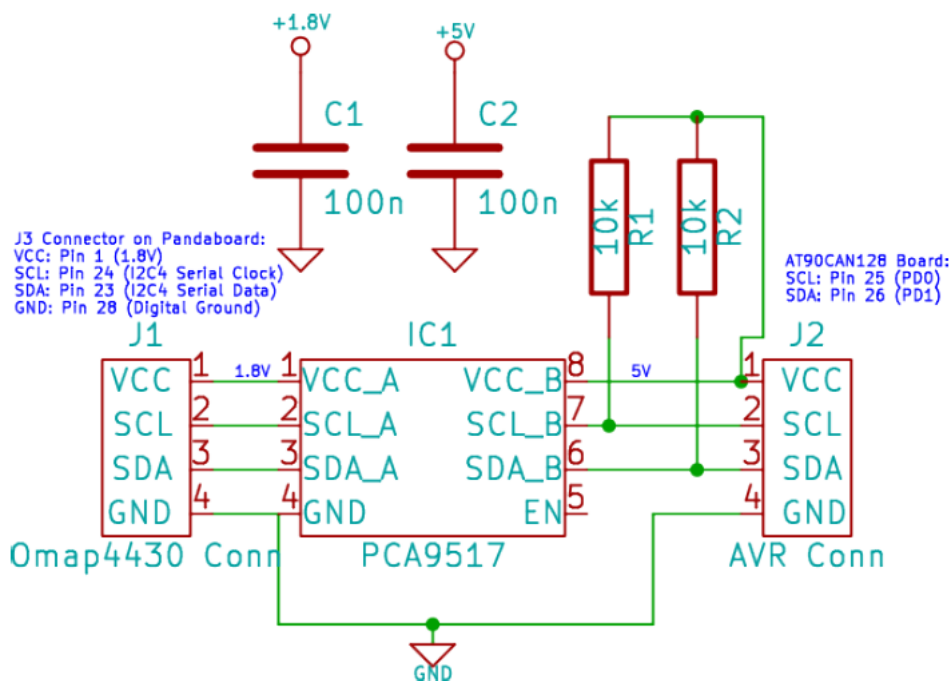 +1.8V
+5V
C1
C2
100n
100n
10k
R1
10k
R2
J3 Connector on Pandaboard:
VCC: Pin 1 (1.8V)
SCL: Pin 24 (I2C4 Serial Clock)
SDA: Pin 23 (I2C4 Serial Data)
GND: Pin 28 (Digital Ground)
AT90CAN128 Board:
SCL: Pin 25 (PD0)
SDA: Pin 26 (PD1)
J1
IC1
J2
VCC 1 1.8V 1 VCC_A VCC_B 8 5V 1 VCC
SCL 2 2 SCL_A SCL_B 7 2 SCL
SDA 3 3 SDA_A SDA_B 6 3 SDA
GND 4 4 GND EN 5 4 GND
Omap4430 Conn
PCA9517
AVR Conn
GND